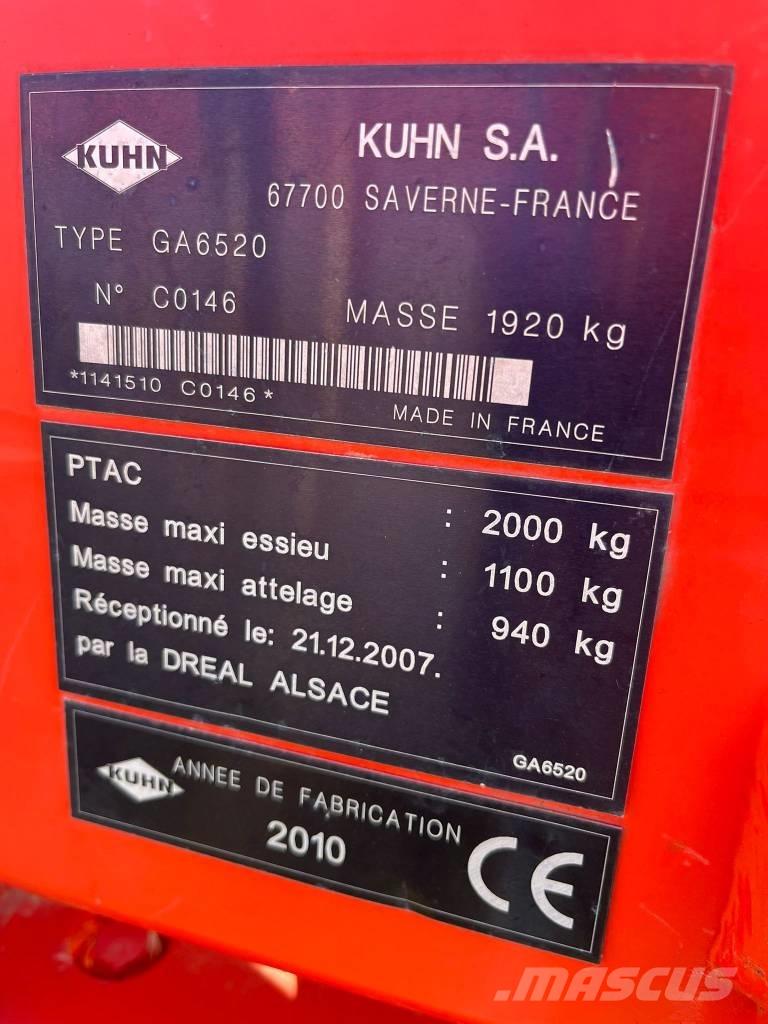 KUHN
KUHN S.A.
67700 SAVERNE-FRANCE
TYPE GA6520
N° C0146 MASSE 1920 kg
*1141510 C0146*
MADE IN FRANCE
PTAC : 2000 kg
Masse maxi essieu : 1100 kg
Masse maxi attelage : 940 kg
Réceptionné le: 21.12.2007.
par la DREAL ALSACE
GA6520
KUHN ANNEE DE FABRICATION
2010 CE
MASCUS